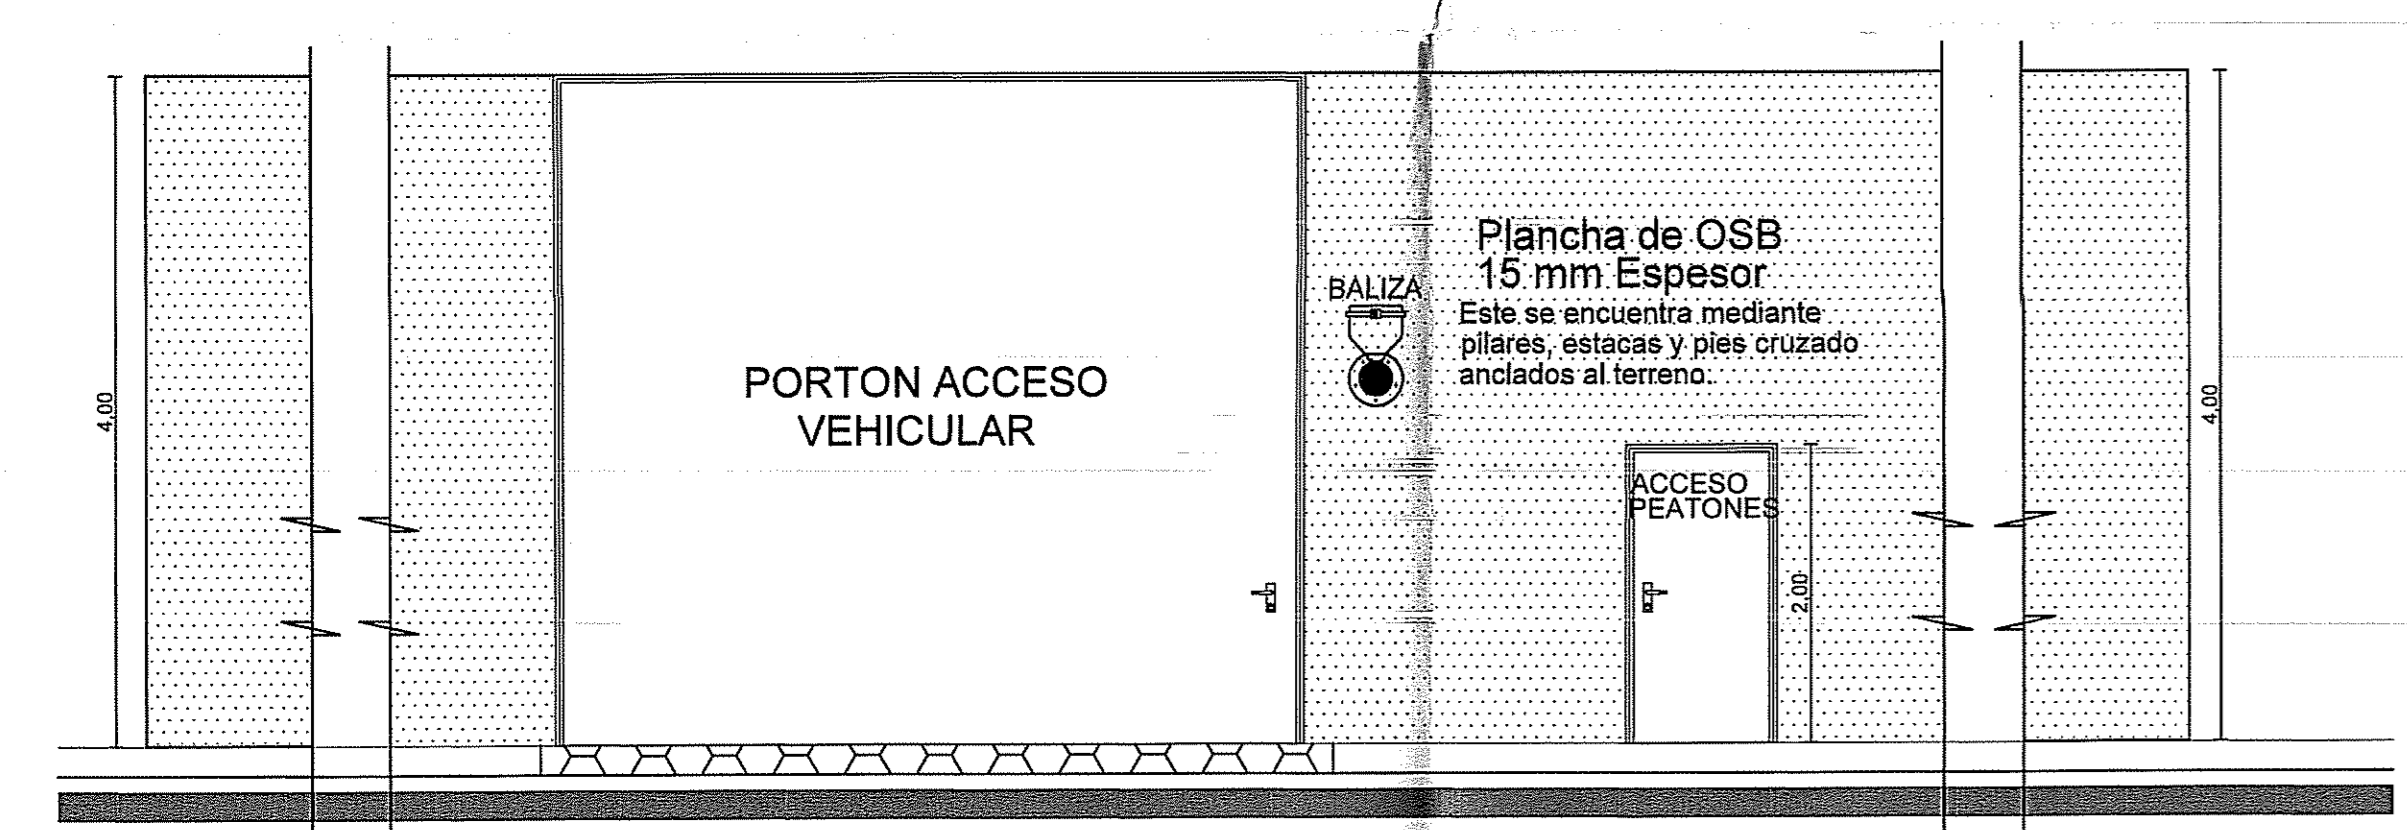 4,00
PORTON ACCESO
VEHICULAR
BALIZA
Plancha de OSB
15 mm Espesor
Este se encuentra mediante
pilares, estacas y pies cruzado
anclados al terreno.
ACCESO
PEATONES
2,00
4,00